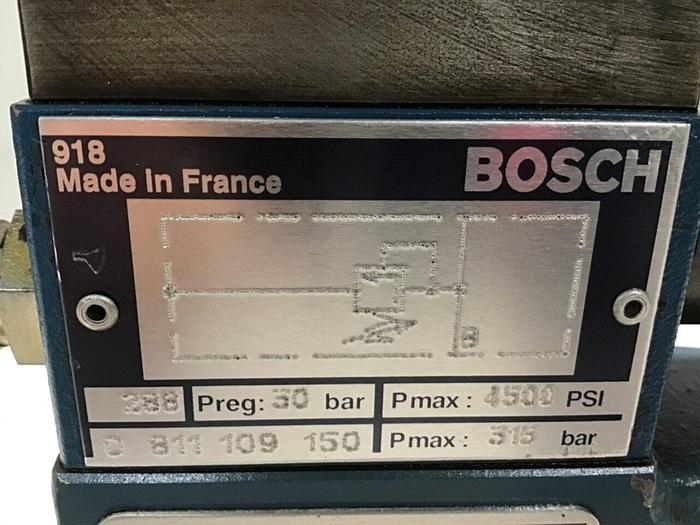 918
Made in France
BOSCH
B
288 Preg: 30 bar Pmax: 4500 PSI
0 811 109 150 Pmax: 315 bar